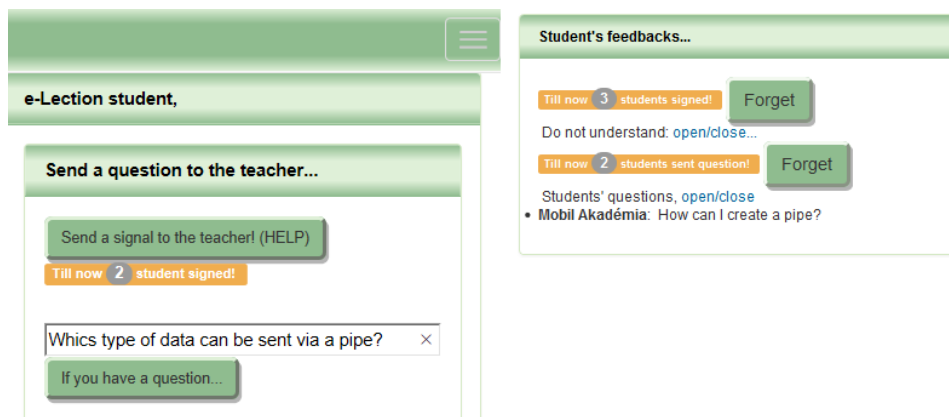 e-Lection student,
Send a question to the teacher...
Send a signal to the teacher! (HELP)
Till now 2 student signed!
Whics type of data can be sent via a pipe? ×
If you have a question...
Student's feedbacks...
Till now 3 students signed! Forget
Do not understand: open/close...
Till now 2 students sent question! Forget
Students' questions, open/close
• Mobil Akadémia: How can I create a pipe?